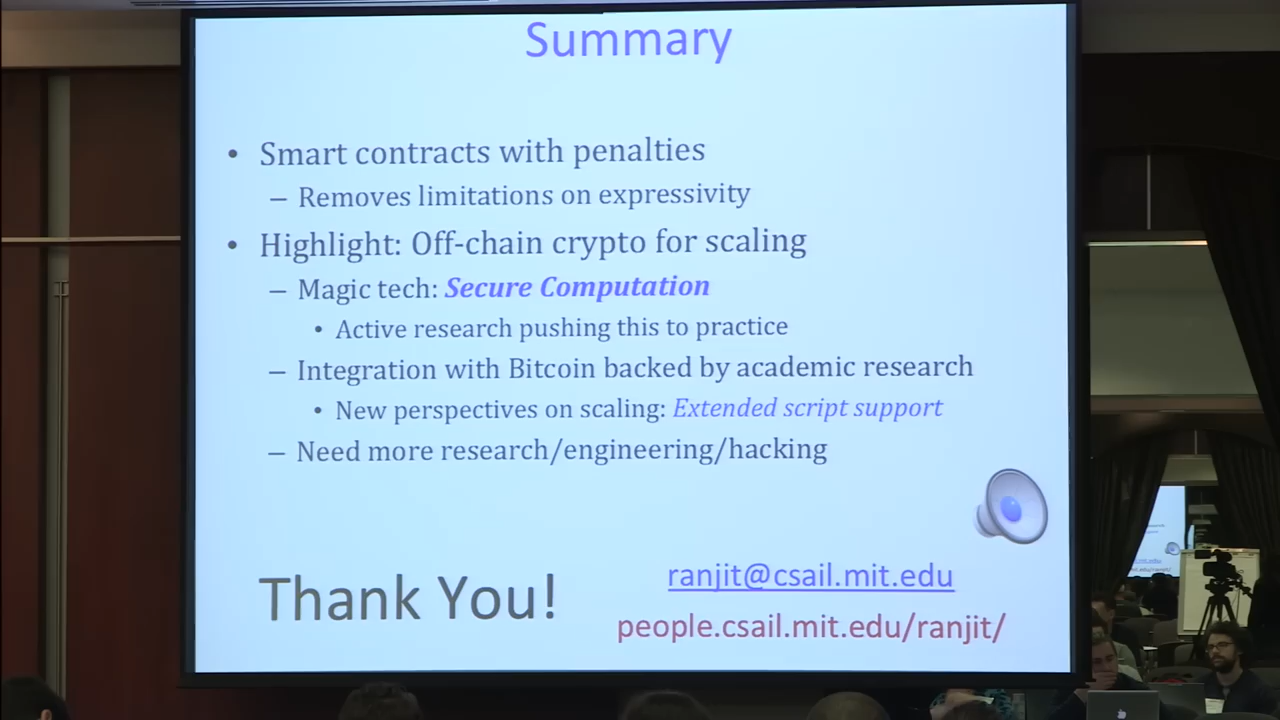 Summary
• Smart contracts with penalties
– Removes limitations on expressivity
• Highlight: Off-chain crypto for scaling
– Magic tech: Secure Computation
• Active research pushing this to practice
– Integration with Bitcoin backed by academic research
• New perspectives on scaling: Extended script support
– Need more research/engineering/hacking
Thank You!
ranjit@csail.mit.edu
people.csail.mit.edu/ranjit/